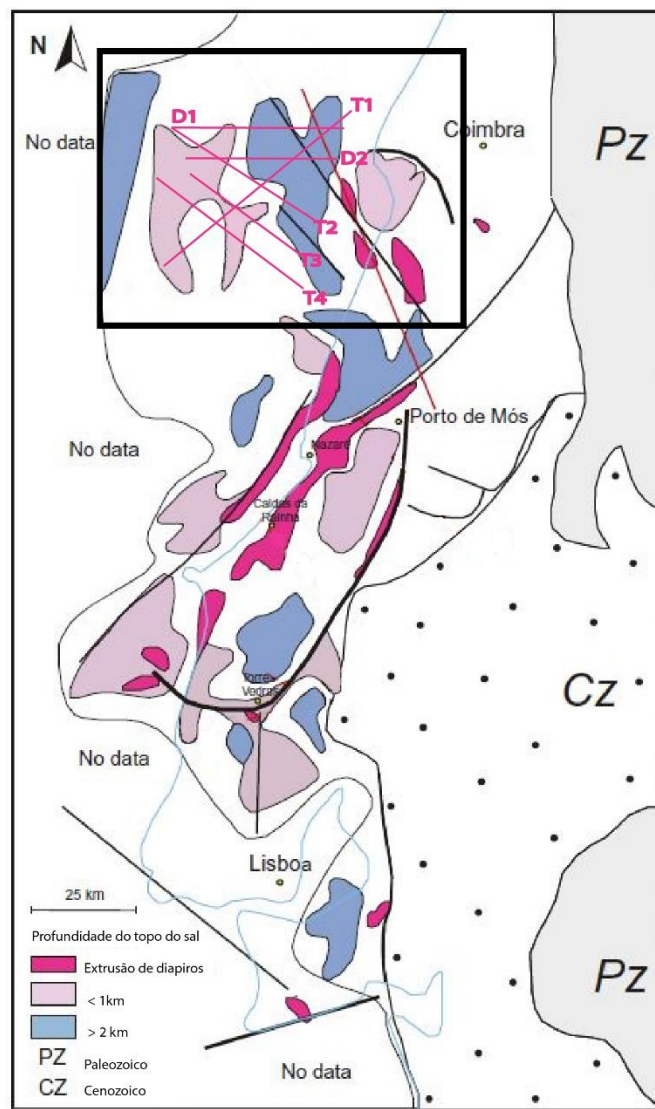 N
T1
D1
Coimbra
Pz
No data
D2
T2
T3
T4
Porto de Mós
Nazaré
No data
Caldas da
Rainha
Cz
Torres
Vedras
No data
Lisboa
25 km
Profundidade do topo do sal
Extrusão de diapiros
< 1km
> 2 km
PZ Paleozoico
CZ Cenozoico
Pz
No data